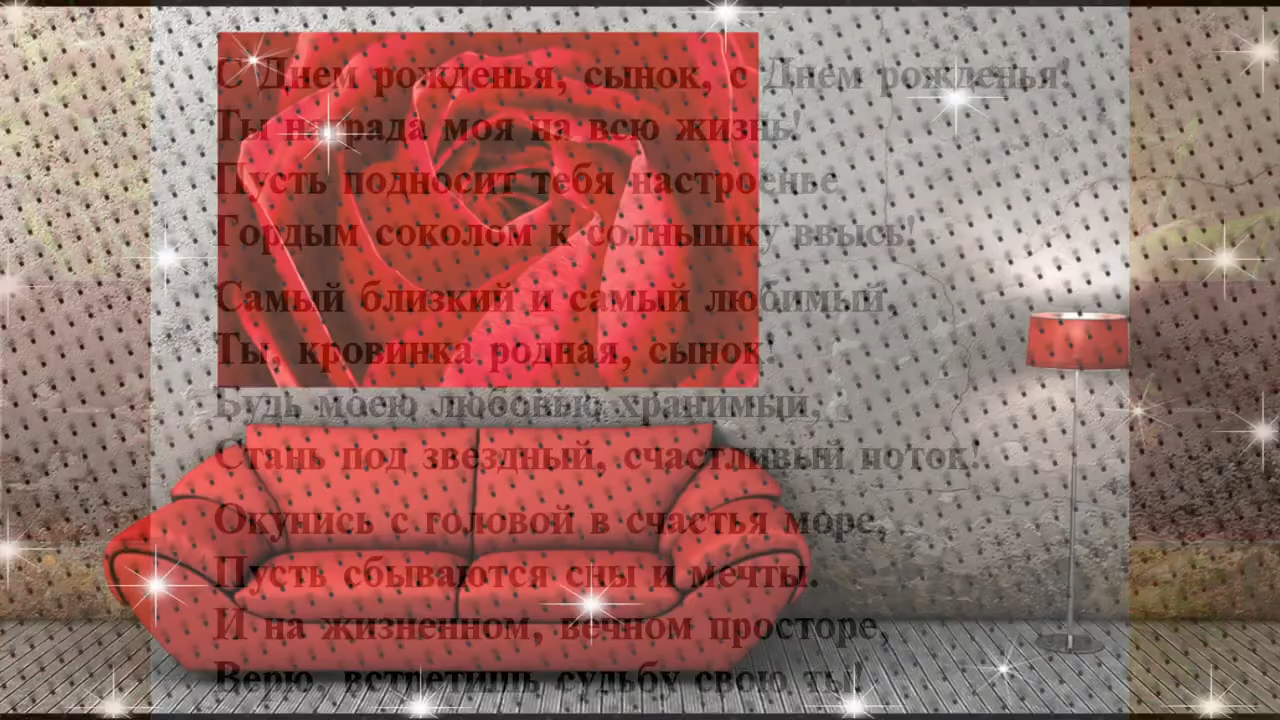 С Днем рожденья, сынок, с Днем рожденья!
Ты награда моя на всю жизнь!
Пусть подносит тебя настроенье
Гордым соколом к солнышку ввысь!
Самый близкий и самый любимый,
Ты, кровинка родная, сынок!
Будь моею любовью хранимый,
Стань под звездный, счастливый поток!
Окунись с головой в счастья море,
Пусть сбываются сны и мечты.
И на жизненном, вечном просторе,
Верю, встретишь судьбу свою ты!